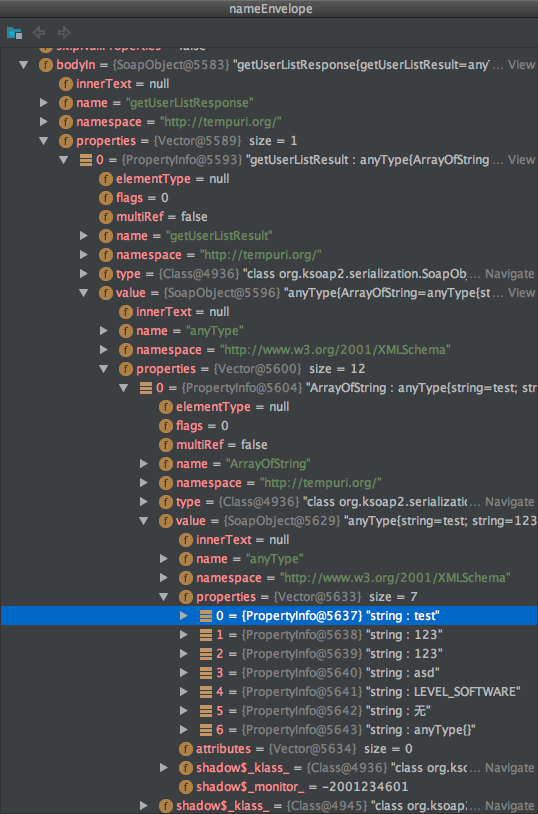 nameEnvelope
skipNullProperties = false
bodyIn = {SoapObject@5583} "getUserListResponse{getUserListResult=any… View
innerText = null
name = "getUserListResponse"
namespace = "http://tempuri.org/"
properties = {Vector@5589} size = 1
0 = {PropertyInfo@5593} "getUserListResult : anyType{ArrayOfString… View
elementType = null
flags = 0
multiRef = false
name = "getUserListResult"
namespace = "http://tempuri.org/"
type = {Class@4936} "class org.ksoap2.serialization.SoapObj… Navigate
value = {SoapObject@5596} "anyType{ArrayOfString=anyType{st… View
innerText = null
name = "anyType"
namespace = "http://www.w3.org/2001/XMLSchema"
properties = {Vector@5600} size = 12
0 = {PropertyInfo@5604} "ArrayOfString : anyType{string=test; str
elementType = null
flags = 0
multiRef = false
name = "ArrayOfString"
namespace = "http://tempuri.org/"
type = {Class@4936} "class org.ksoap2.serializatio… Navigate
value = {SoapObject@5629} "anyType{string=test; string=123
innerText = null
name = "anyType"
namespace = "http://www.w3.org/2001/XMLSchema"
properties = {Vector@5633} size = 7
0 = {PropertyInfo@5637} "string : test"
1 = {PropertyInfo@5638} "string : 123"
2 = {PropertyInfo@5639} "string : 123"
3 = {PropertyInfo@5640} "string : asd"
4 = {PropertyInfo@5641} "string : LEVEL_SOFTWARE"
5 = {PropertyInfo@5642} "string : 无"
6 = {PropertyInfo@5643} "string : anyType{}"
attributes = {Vector@5634} size = 0
shadow$_klass_ = {Class@4936} "class org.kso… Navigate
shadow$_monitor_ = -2001234601
shadow$_klass_ = {Class@4945} "class org.ksoap… Navigate